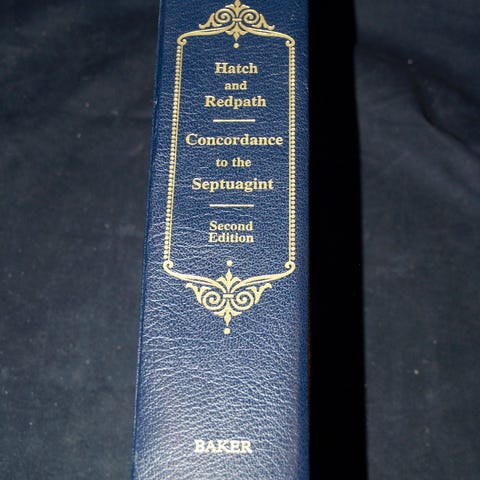 Hatch
and
Redpath
Concordance
to the
Septuagint
Second
Edition
BAKER